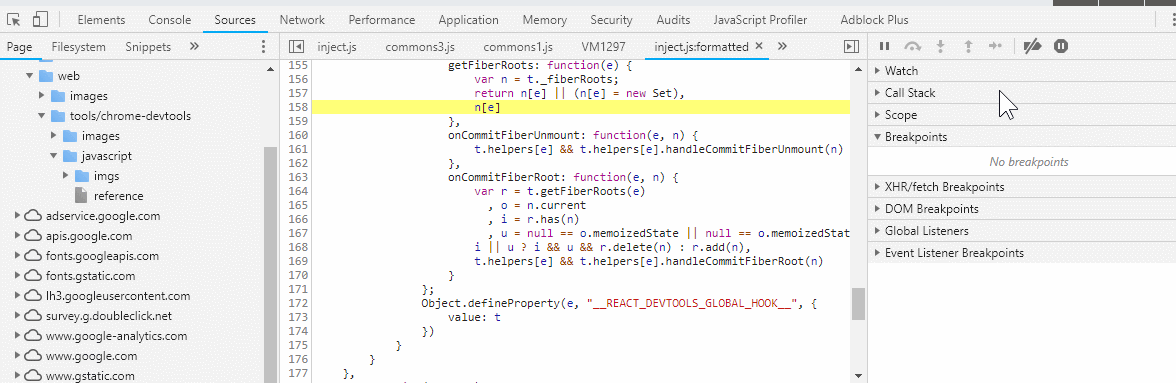 Elements Console Sources Network Performance Application Memory Security Audits JavaScript Profiler Adblock Plus
Page Filesystem Snippets »
web
images
tools/chrome-devtools
images
javascript
imgs
reference
adservice.google.com
apis.google.com
fonts.googleapis.com
fonts.gstatic.com
lh3.googleusercontent.com
survey.g.doubleclick.net
www.google-analytics.com
www.google.com
www.gstatic.com
inject.js commons3.js commons1.js VM1297 inject.js:formatted × »
155 getFiberRoots: function(e) {
156 var n = t._fiberRoots;
157 return n[e] || (n[e] = new Set),
158 n[e]
159 },
160 onCommitFiberUnmount: function(e, n) {
161 t.helpers[e] && t.helpers[e].handleCommitFiberUnmount(n)
162 },
163 onCommitFiberRoot: function(e, n) {
164 var r = t.getFiberRoots(e)
165 , o = n.current
166 , i = r.has(n)
167 , u = null == o.memoizedState || null == o.memoizedStat
168 i || u ? i && u && r.delete(n) : r.add(n),
169 t.helpers[e] && t.helpers[e].handleCommitFiberRoot(n)
170 }
171 };
172 Object.defineProperty(e, "__REACT_DEVTOOLS_GLOBAL_HOOK__", {
173 value: t
174 })
175 }
176 }
177 },
Watch
Call Stack
Scope
Breakpoints
No breakpoints
XHR/fetch Breakpoints
DOM Breakpoints
Global Listeners
Event Listener Breakpoints